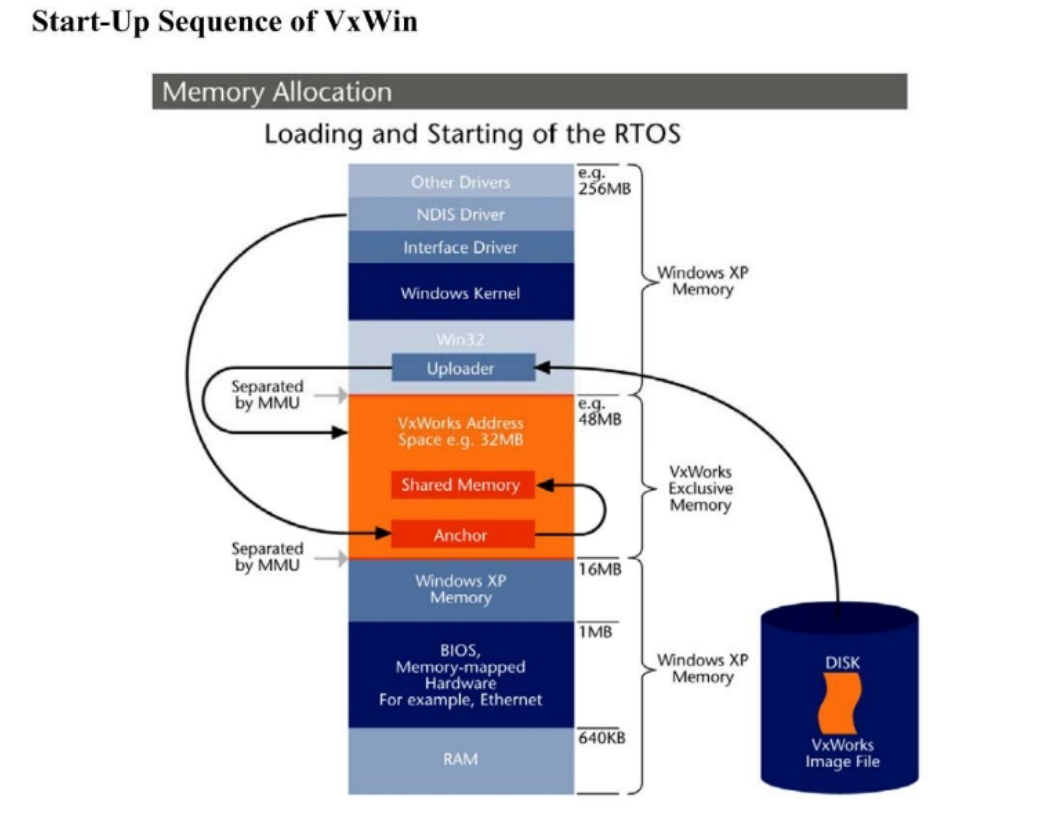 Start-Up Sequence of VxWin
Memory Allocation
Loading and Starting of the RTOS
Other Drivers
e.g.
256MB
NDIS Driver
Interface Driver
Windows Kernel
Windows XP
Memory
Win32
Uploader
Separated
by MMU
e.g.
48MB
VxWorks Address
Space e.g. 32MB
Shared Memory
VxWorks
Exclusive
Memory
Anchor
Separated
by MMU
16MB
Windows XP
Memory
1MB
BIOS,
Memory-mapped
Hardware
For example, Ethernet
Windows XP
Memory
640KB
RAM
DISK
VxWorks
Image File